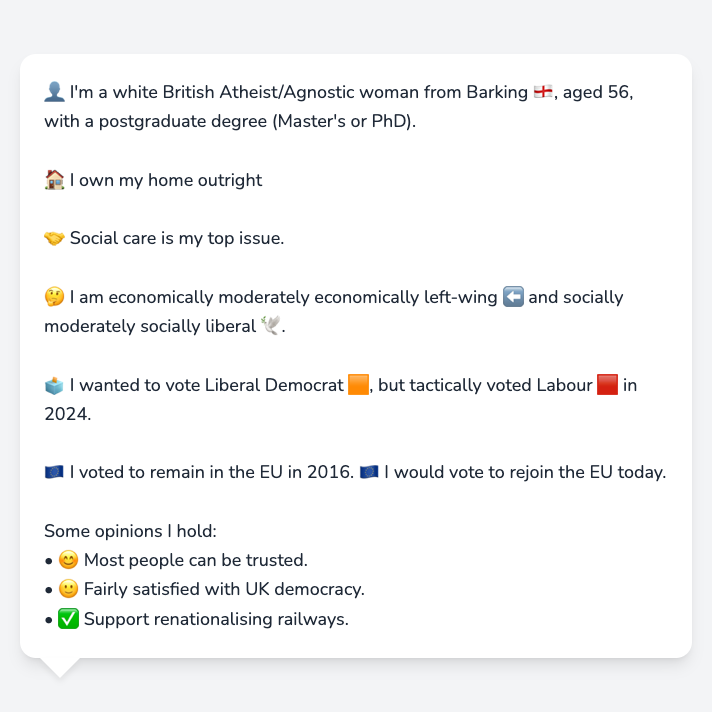 👤 I'm a white British Atheist/Agnostic woman from Barking 🏴󠁧󠁢󠁥󠁮󠁧󠁿, aged 56,
with a postgraduate degree (Master's or PhD).
🏠 I own my home outright
🤝 Social care is my top issue.
🤔 I am economically moderately economically left-wing ⬅️ and socially
moderately socially liberal 🕊️.
🗳️ I wanted to vote Liberal Democrat 🟧, but tactically voted Labour 🟥 in
2024.
🇪🇺 I voted to remain in the EU in 2016. 🇪🇺 I would vote to rejoin the EU today.
Some opinions I hold:
• 😊 Most people can be trusted.
• 🙂 Fairly satisfied with UK democracy.
• ✅ Support renationalising railways.